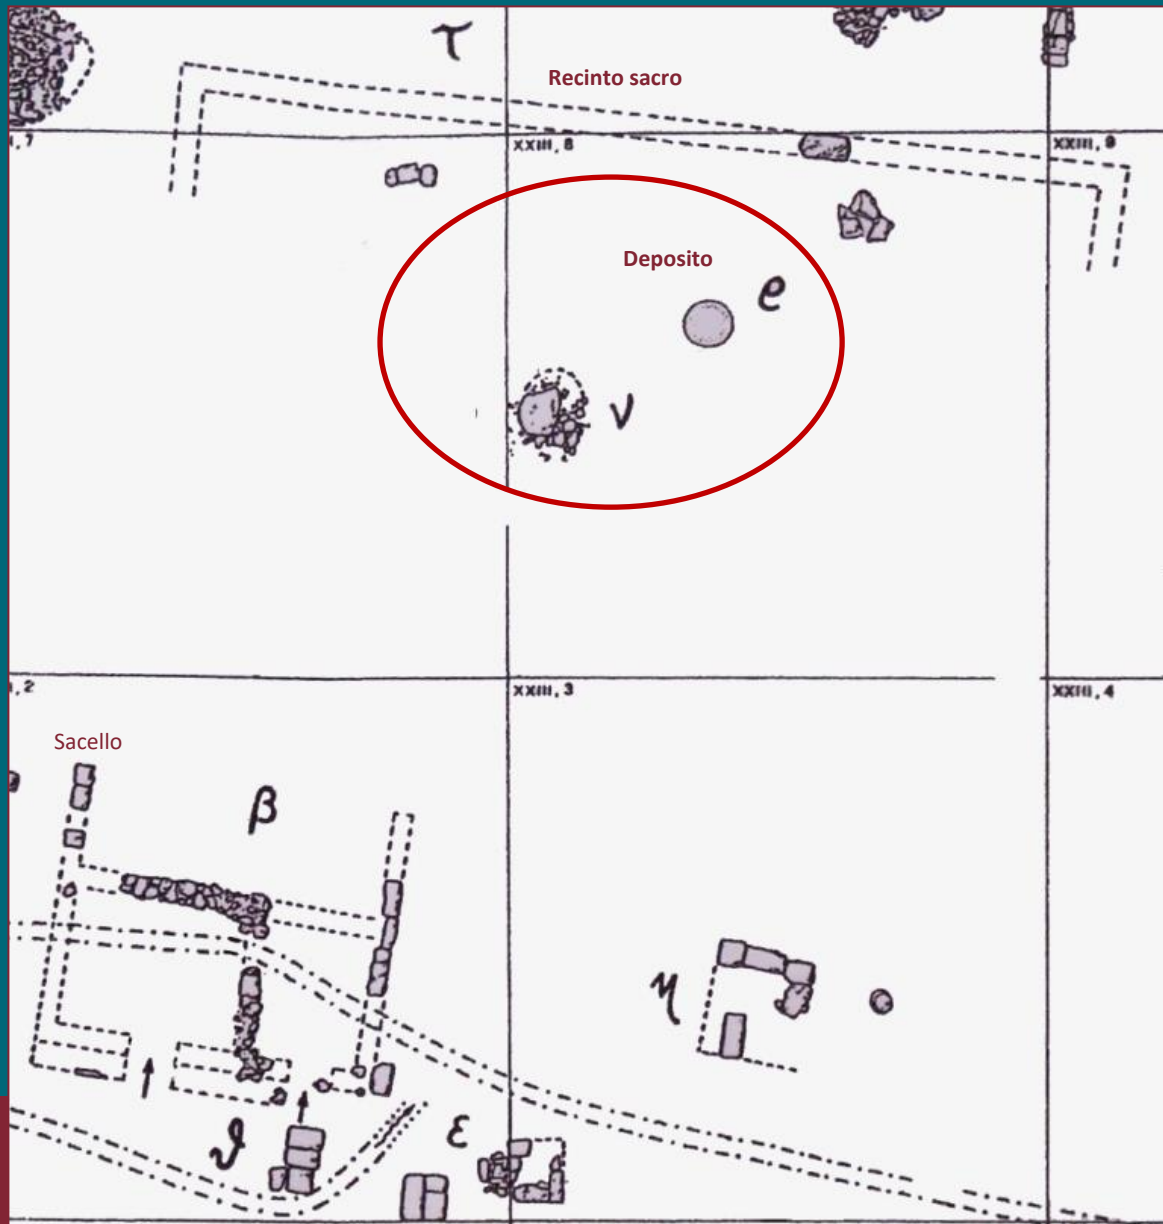 τ
Recinto sacro
,7
XXIII, 8
XXIII, 9
Deposito
ϱ
ν
, 2
XXIII, 3
XXIII, 4
Sacello
β
η
ε
ϑ